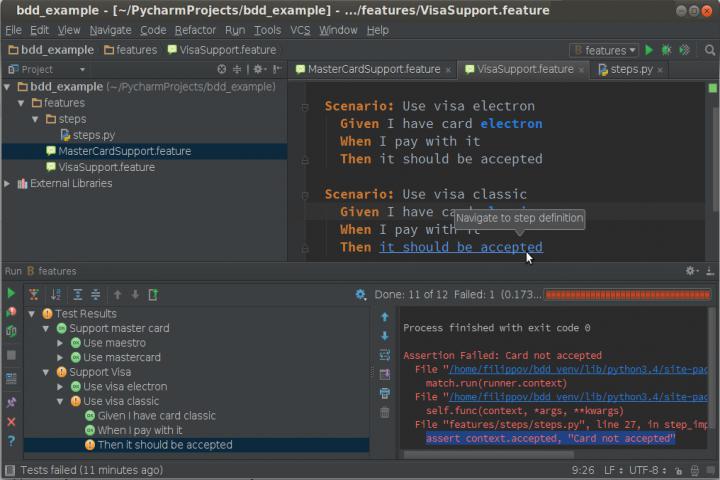 bdd_example - [~/PycharmProjects/bdd_example] - .../features/VisaSupport.feature
File Edit View Navigate Code Refactor Run Tools VCS Window Help
bdd_example features VisaSupport.feature
features
Project
MasterCardSupport.feature × VisaSupport.feature × steps.py ×
bdd_example (~/PycharmProjects/bdd_example)
features
steps
steps.py
MasterCardSupport.feature
VisaSupport.feature
External Libraries
Scenario: Use visa electron
Given I have card electron
When I pay with it
Then it should be accepted
Scenario: Use visa classic
Given I have
Navigate to step definition
When I pay with it
Then it should be accepted
Run features
Done: 11 of 12 Failed: 1 (0.173...
Test Results
Support master card
OK Use maestro
OK Use mastercard
Support Visa
OK Use visa electron
Use visa classic
OK Given I have card classic
OK When I pay with it
Then it should be accepted
Process finished with exit code 0
Assertion Failed: Card not accepted
File "/home/filippov/bdd_venv/lib/python3.4/site-pac
match.run(runner.context)
File "/home/filippov/bdd_venv/lib/python3.4/site-pac
self.func(context, *args, **kwargs)
File "features/steps/steps.py", line 27, in step_imp
assert context.accepted, "Card not accepted"
Tests failed (11 minutes ago)
9:26 LF UTF-8